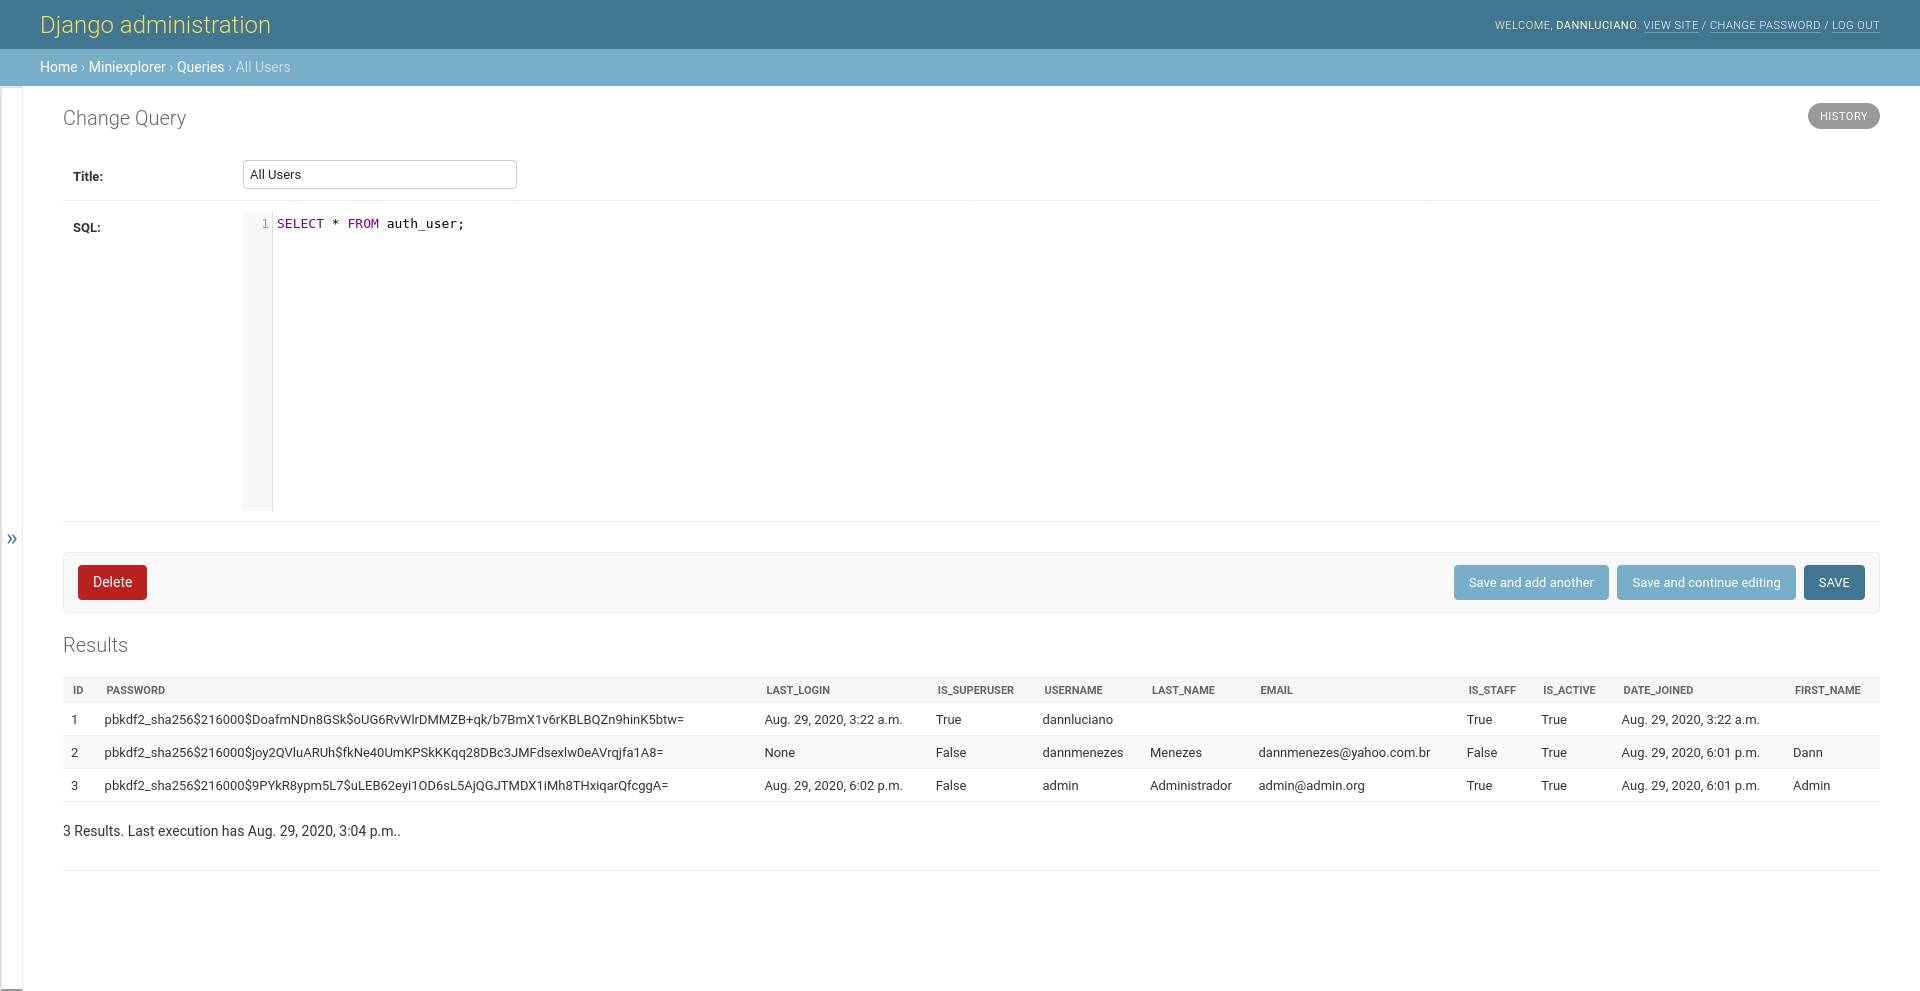 Django administration
WELCOME, DANNLUCIANO. VIEW SITE / CHANGE PASSWORD / LOG OUT
Home › Miniexplorer › Queries › All Users
Change Query
HISTORY
Title: All Users
SQL: 1 SELECT * FROM auth_user;
»
Delete Save and add another Save and continue editing SAVE
Results
ID PASSWORD LAST_LOGIN IS_SUPERUSER USERNAME LAST_NAME EMAIL IS_STAFF IS_ACTIVE DATE_JOINED FIRST_NAME
1 pbkdf2_sha256$216000$DoafmNDn8GSk$oUG6RvWlrDMMZB+qk/b7BmX1v6rKBLBQZn9hinK5btw= Aug. 29, 2020, 3:22 a.m. True dannluciano True True Aug. 29, 2020, 3:22 a.m.
2 pbkdf2_sha256$216000$joy2QVluARUh$fkNe40UmKPSkKKqq28DBc3JMFdsexlw0eAVrqjfa1A8= None False dannmenezes Menezes dannmenezes@yahoo.com.br False True Aug. 29, 2020, 6:01 p.m. Dann
3 pbkdf2_sha256$216000$9PYkR8ypm5L7$uLEB62eyi1OD6sL5AjQGJTMDX1iMh8THxiqarQfcggA= Aug. 29, 2020, 6:02 p.m. False admin Administrador admin@admin.org True True Aug. 29, 2020, 6:01 p.m. Admin
3 Results. Last execution has Aug. 29, 2020, 3:04 p.m..